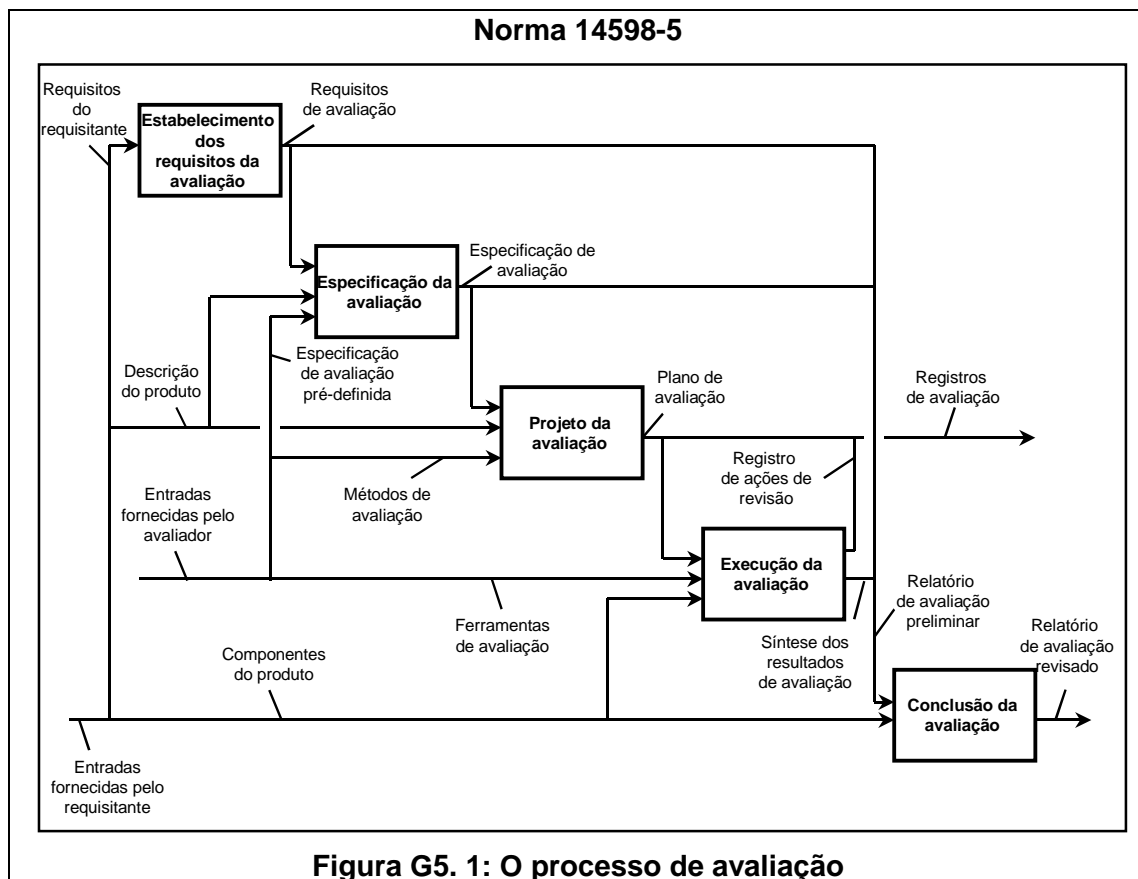 Norma 14598-5
Requisitos
do
requisitante
Estabelecimento
dos
requisitos da
avaliação
Requisitos
de avaliação
Especificação da
avaliação
Especificação de
avaliação
Especificação
de avaliação
pré-definida
Descrição
do produto
Projeto da
avaliação
Plano de
avaliação
Registros
de avaliação
Registro
de ações de
revisão
Métodos de
avaliação
Entradas
fornecidas pelo
avaliador
Execução da
avaliação
Ferramentas
de avaliação
Síntese dos
resultados
de avaliação
Relatório
de avaliação
preliminar
Relatório
de avaliação
revisado
Componentes
do produto
Conclusão da
avaliação
Entradas
fornecidas pelo
requisitante
Figura G5. 1: O processo de avaliação